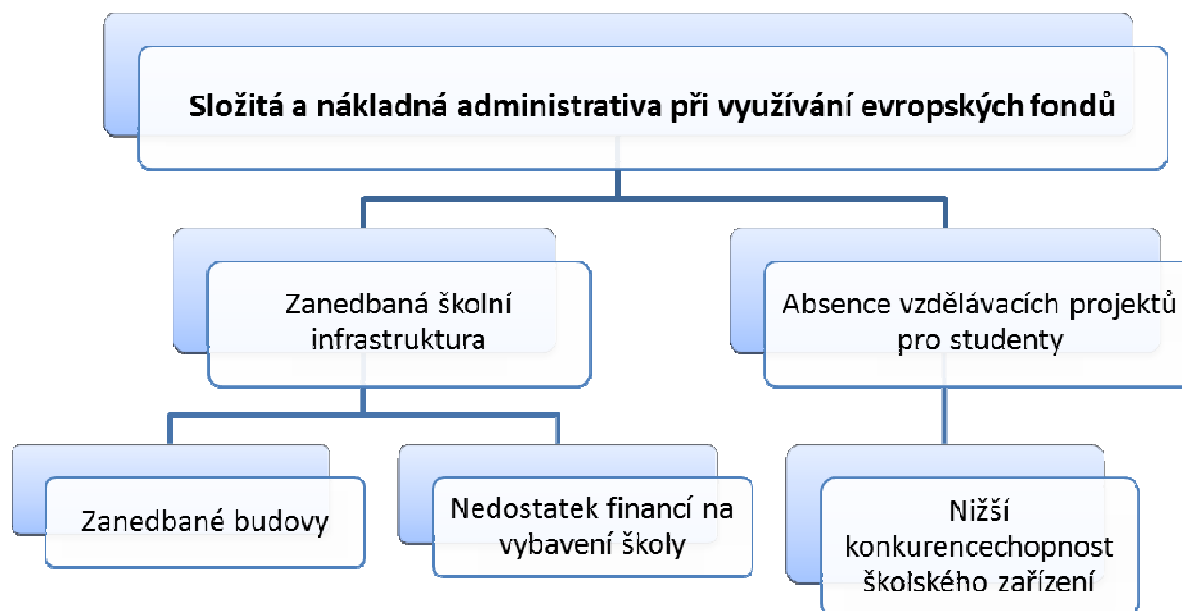 Složitá a nákladná administrativa při využívání evropských fondů
Zanedbaná školní
infrastruktura
Absence vzdělávacích projektů
pro studenty
Zanedbané budovy
Nedostatek financí na
vybavení školy
Nižší
konkurencechopnost
školského zařízení